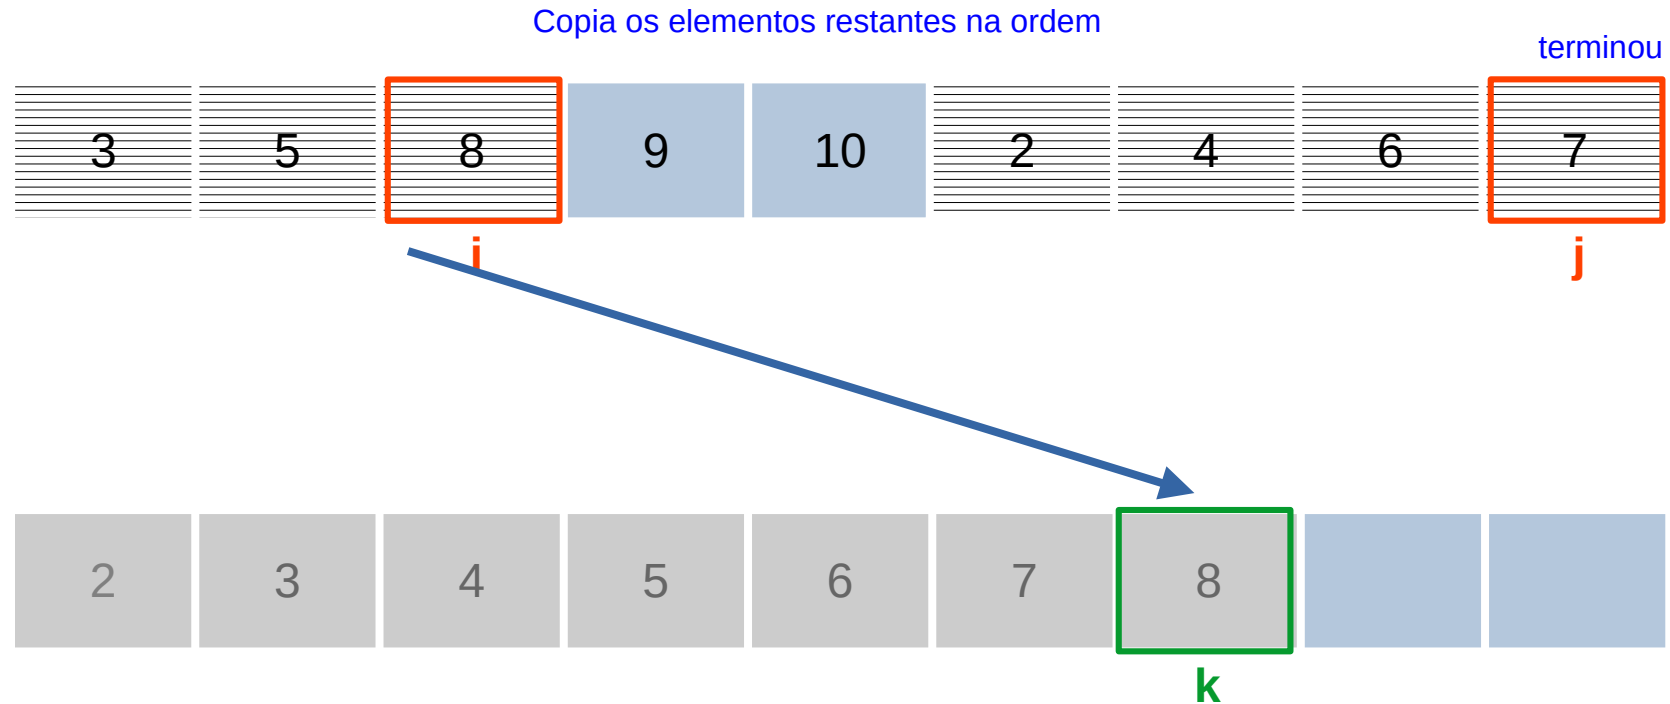 Copia os elementos restantes na ordem
terminou
3 5 8 9 10 2 4 6 7
i j
2 3 4 5 6 7 8
k